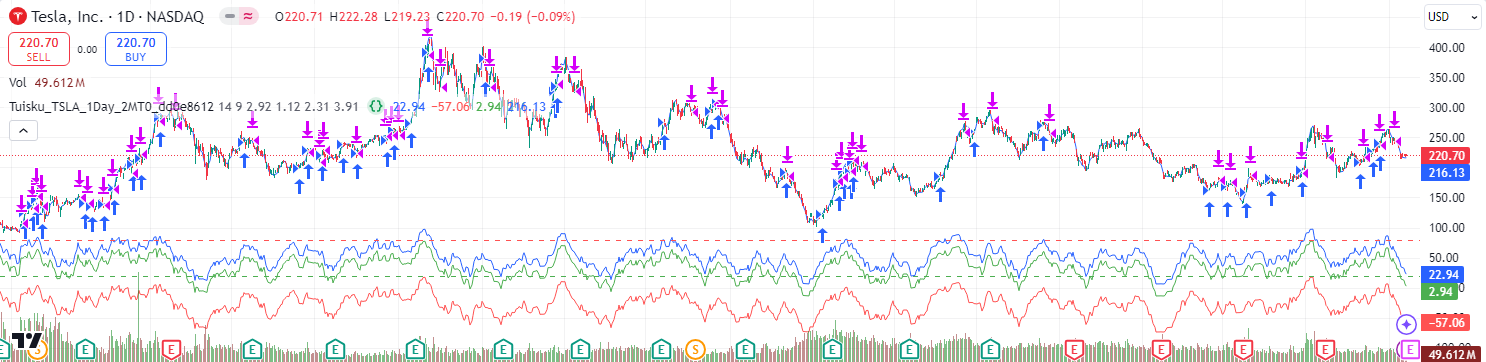 Tesla, Inc. · 1D · NASDAQ O220.71 H222.28 L219.23 C220.70 −0.19 (−0.09%)
USD
220.70
SELL
0.00
220.70
BUY
Vol 49.612M
Tuisku_TSLA_1Day_2MT0_dd0e8612 14 9 2.92 1.12 2.31 3.91 22.94 −57.06 2.94 216.13
400.00
350.00
300.00
250.00
220.70
216.13
150.00
100.00
50.00
22.94
2.94
−57.06
49.612M
E S E E E E E E E E S E E E E E E E E E E